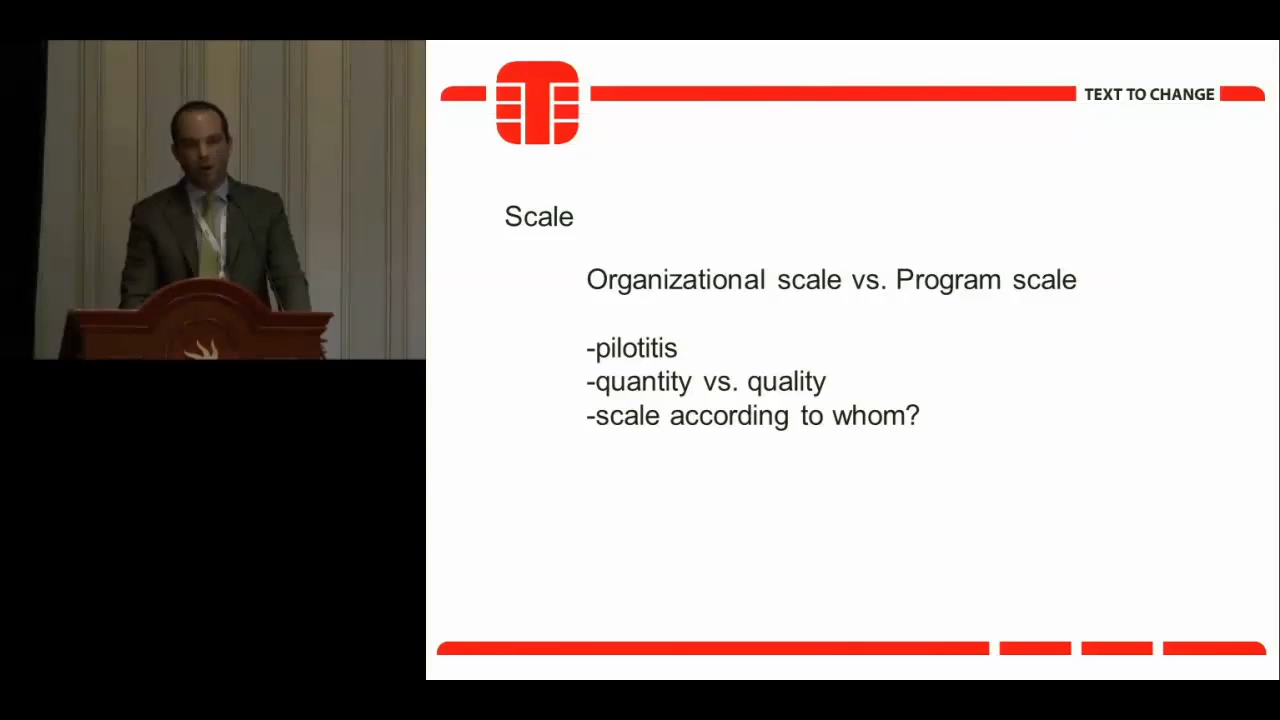 TEXT TO CHANGE
Scale
Organizational scale vs. Program scale
-pilotitis
-quantity vs. quality
-scale according to whom?